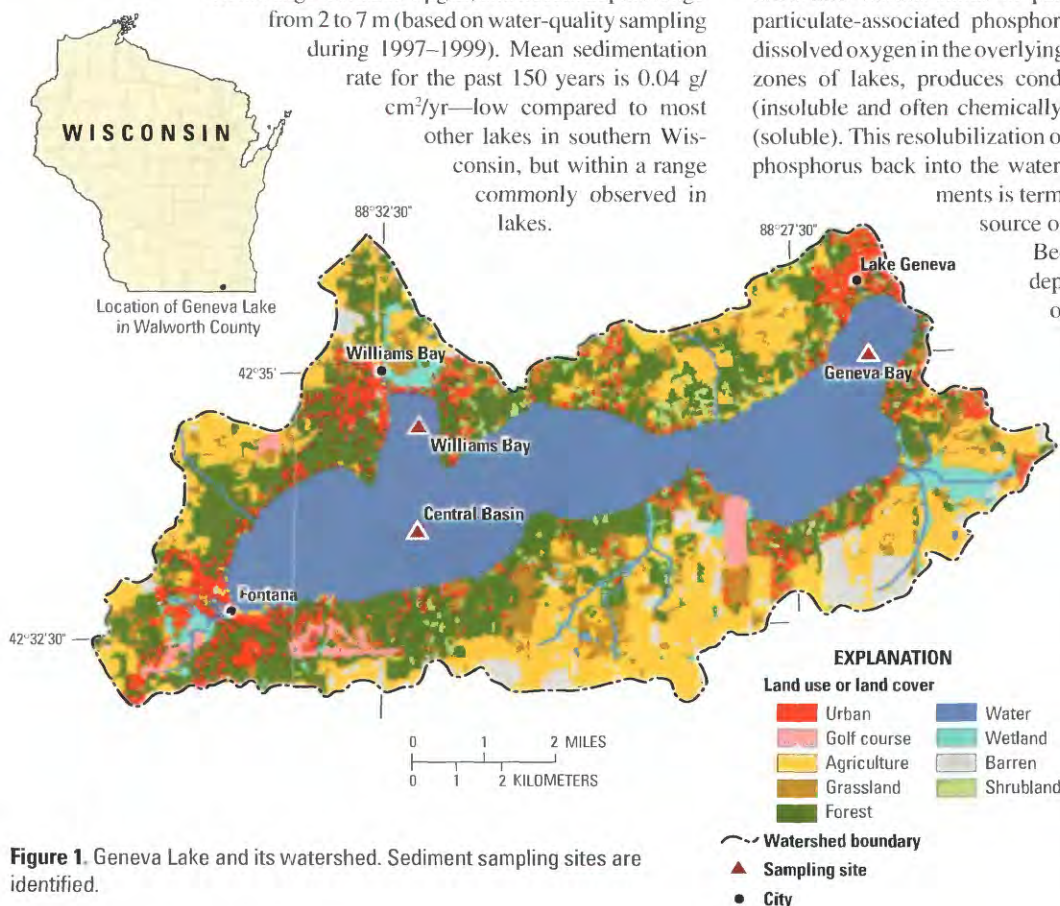 from 2 to 7 m (based on water-quality sampling
during 1997–1999). Mean sedimentation
rate for the past 150 years is 0.04 g/
cm²/yr—low compared to most
other lakes in southern Wis-
consin, but within a range
commonly observed in
lakes.
particulate-associated phosphor
dissolved oxygen in the overlying
zones of lakes, produces cond
(insoluble and often chemically
(soluble). This resolubilization o
phosphorus back into the water
ments is term
source o
Be
dep
o
WISCONSIN
Location of Geneva Lake
in Walworth County
88°32'30"
88°27'30"
Lake Geneva
Williams Bay
42°35'
Geneva Bay
Williams Bay
Central Basin
Fontana
42°32'30"
0 1 2 MILES
0 1 2 KILOMETERS
EXPLANATION
Land use or land cover
Urban
Golf course
Agriculture
Grassland
Forest
Water
Wetland
Barren
Shrubland
Watershed boundary
Sampling site
City
Figure 1. Geneva Lake and its watershed. Sediment sampling sites are
identified.